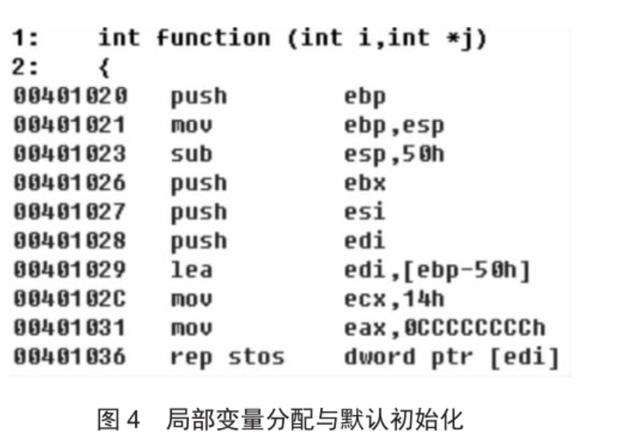 1: int function (int i,int *j)
2: {
00401020 push ebp
00401021 mov ebp,esp
00401023 sub esp,50h
00401026 push ebx
00401027 push esi
00401028 push edi
00401029 lea edi,[ebp-50h]
0040102C mov ecx,14h
00401031 mov eax,0CCCCCCCCh
00401036 rep stos dword ptr [edi]
图 4 局部变量分配与默认初始化